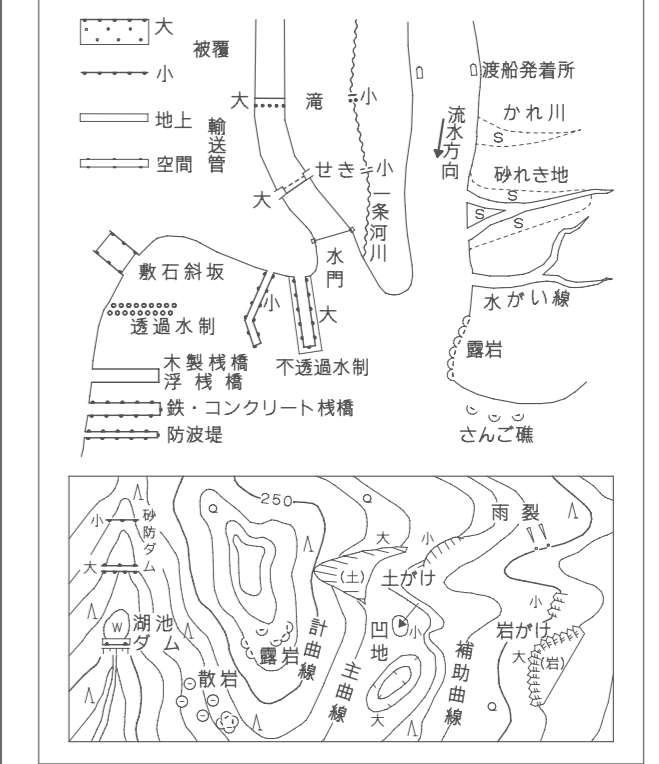 大
被覆
小
地上
輸送管
空間
大
滝
小
せき
小
大
一条河川
水門
流水方向
渡船発着所
かれ川
S
砂れき地
S
S
S
水がい線
露岩
さんご礁
敷石斜坂
透過水制
小
大
不透過水制
木製桟橋
浮桟橋
鉄・コンクリート桟橋
防波堤
小
砂防ダム
大
W
湖池
ダム
250
露岩
散岩
計曲線
主曲線
(土)
大
土がけ
小
凹地
小
大
補助曲線
雨裂
小
岩がけ
大
(岩)